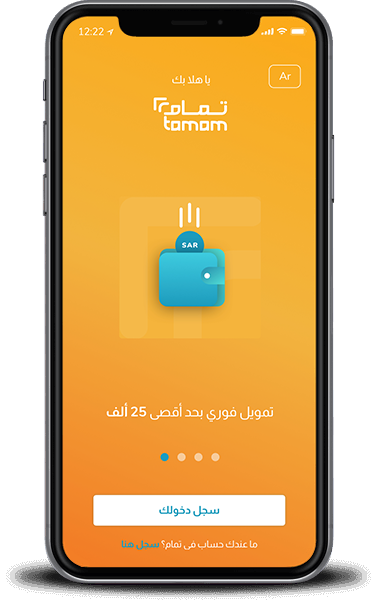 12:22
Ar
يا هلا بك
تمام
tamam
SAR
تمويل فوري بحد أقصى 25 ألف
سجل دخولك
ما عندك حساب في تمام؟ سجل هنا